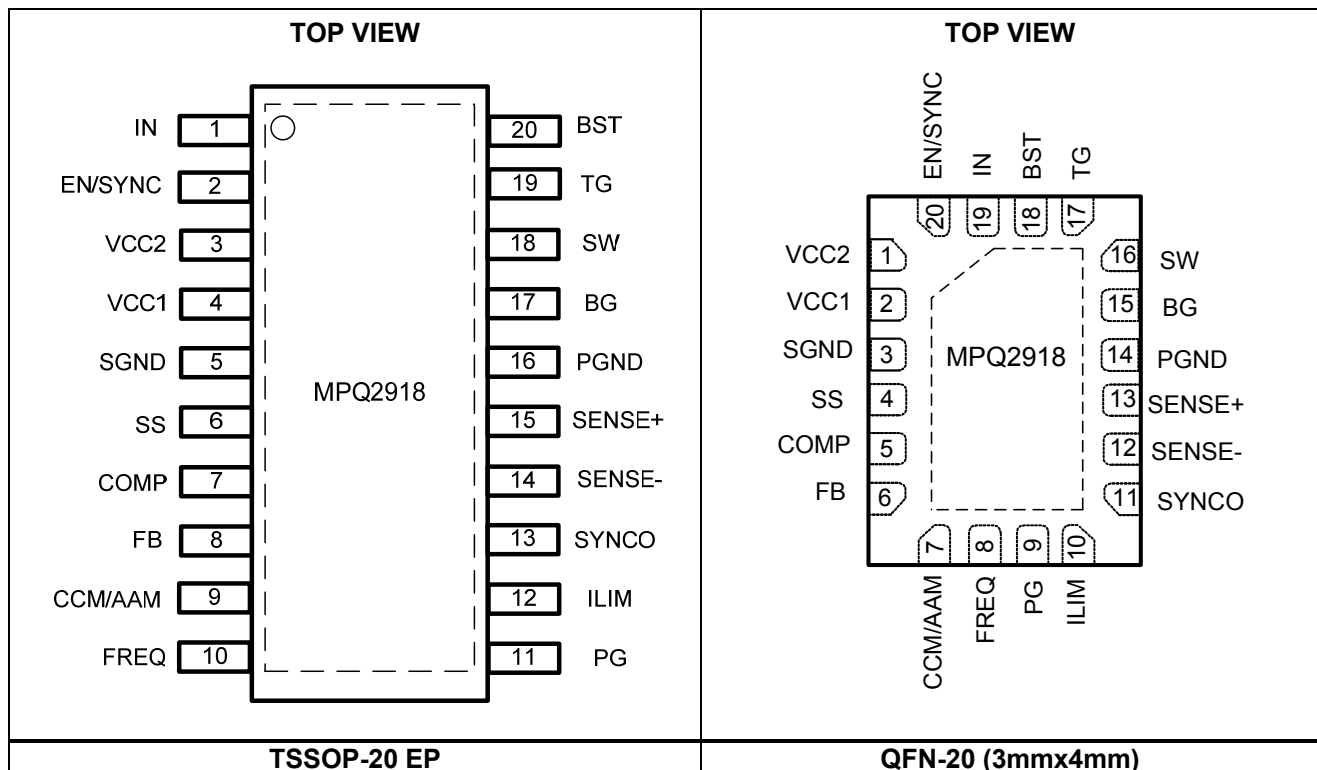 TOP VIEW
IN 1
EN/SYNC 2
VCC2 3
VCC1 4
SGND 5
SS 6
COMP 7
FB 8
CCM/AAM 9
FREQ 10
MPQ2918
20 BST
19 TG
18 SW
17 BG
16 PGND
15 SENSE+
14 SENSE-
13 SYNCO
12 ILIM
11 PG
TSSOP-20 EP
TOP VIEW
EN/SYNC
IN
BST
TG
20
19
18
17
VCC2 1
VCC1 2
SGND 3
SS 4
COMP 5
FB 6
MPQ2918
16 SW
15 BG
14 PGND
13 SENSE+
12 SENSE-
11 SYNCO
7
8
9
10
CCM/AAM
FREQ
PG
ILIM
QFN-20 (3mmx4mm)